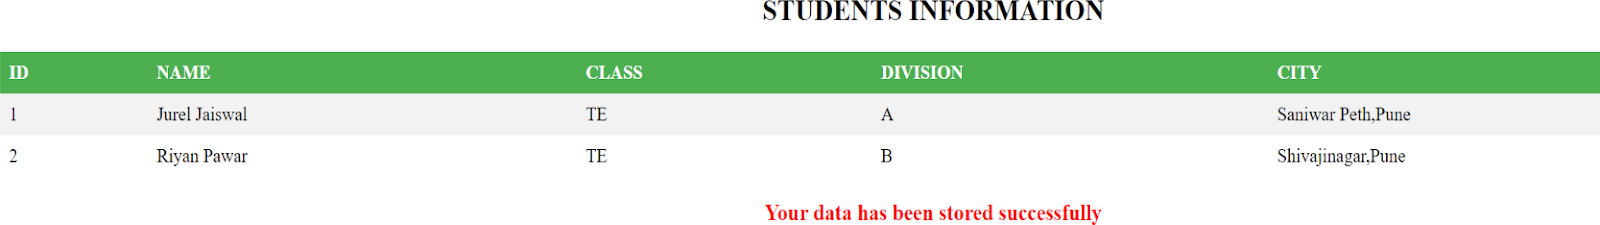 STUDENTS INFORMATION
ID NAME CLASS DIVISION CITY
1 Jurel Jaiswal TE A Saniwar Peth,Pune
2 Riyan Pawar TE B Shivajinagar,Pune
Your data has been stored successfully